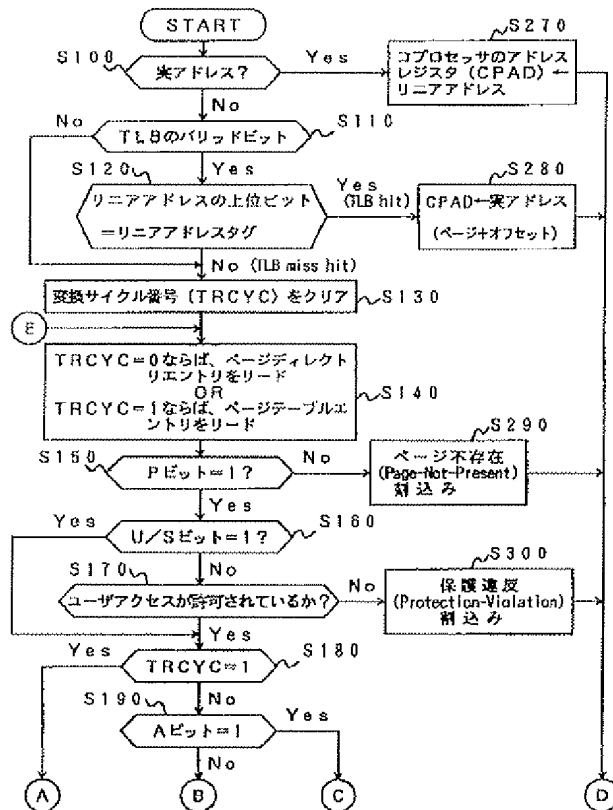 START
S100
実アドレス?
Yes
S270
コプロセッサのアドレス
レジスタ(CPAD)←
リニアアドレス
No
No
TLBのバリッドビット
S110
S120
Yes
リニアアドレスの上位ビット
=リニアアドレスタグ
Yes
(TLB hit)
S280
CPAD←実アドレス
(ページ+オフセット)
No (TLB miss hit)
変換サイクル番号(TRCYC)をクリア
S130
E
TRCYC=0ならば、ページディレクト
リエントリをリード
OR
TRCYC=1ならば、ページテーブルエ
ントリをリード
S140
S150
Pビット=1?
No
S290
ページ不存在
(Page-Not-Present)
割込み
Yes
Yes
U/Sビット=1?
S160
S170
No
ユーザアクセスが許可されているか?
No
S300
保護違反
(Protection-Violation)
割込み
Yes
Yes
TRCYC=1
S180
S190
No
Aビット=1
Yes
No
A
B
C
D